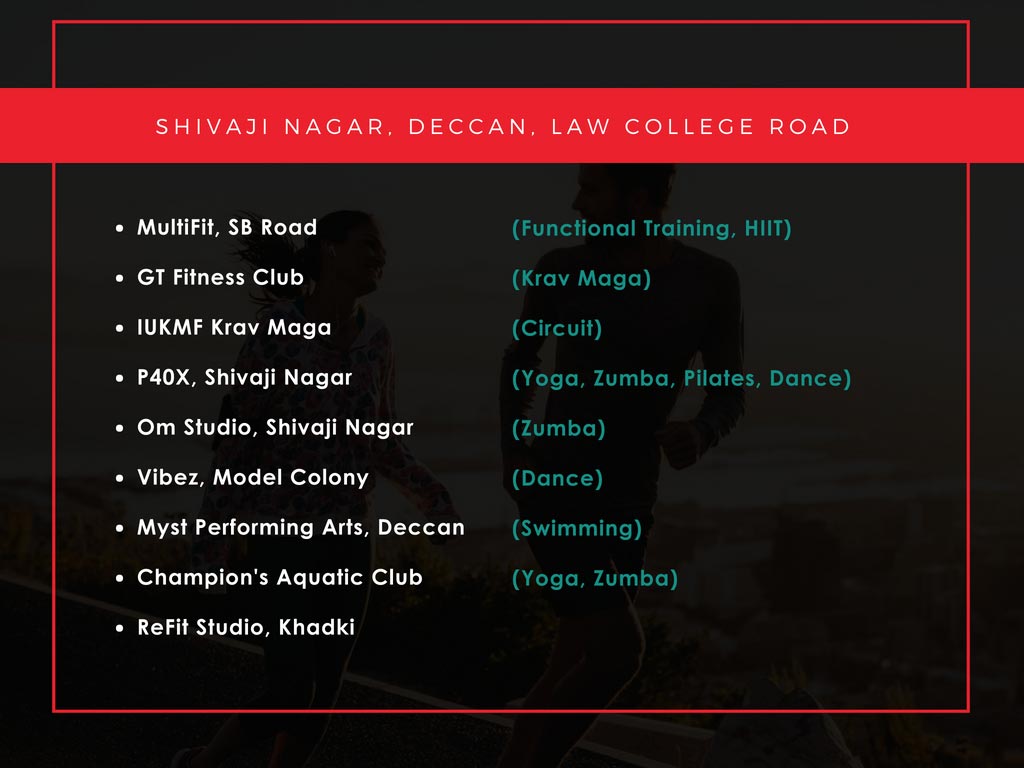 SHIVAJI NAGAR, DECCAN, LAW COLLEGE ROAD
MultiFit, SB Road (Functional Training, HIIT)
GT Fitness Club (Krav Maga)
IUKMF Krav Maga (Circuit)
P40X, Shivaji Nagar (Yoga, Zumba, Pilates, Dance)
Om Studio, Shivaji Nagar (Zumba)
Vibez, Model Colony (Dance)
Myst Performing Arts, Deccan (Swimming)
Champion's Aquatic Club (Yoga, Zumba)
ReFit Studio, Khadki